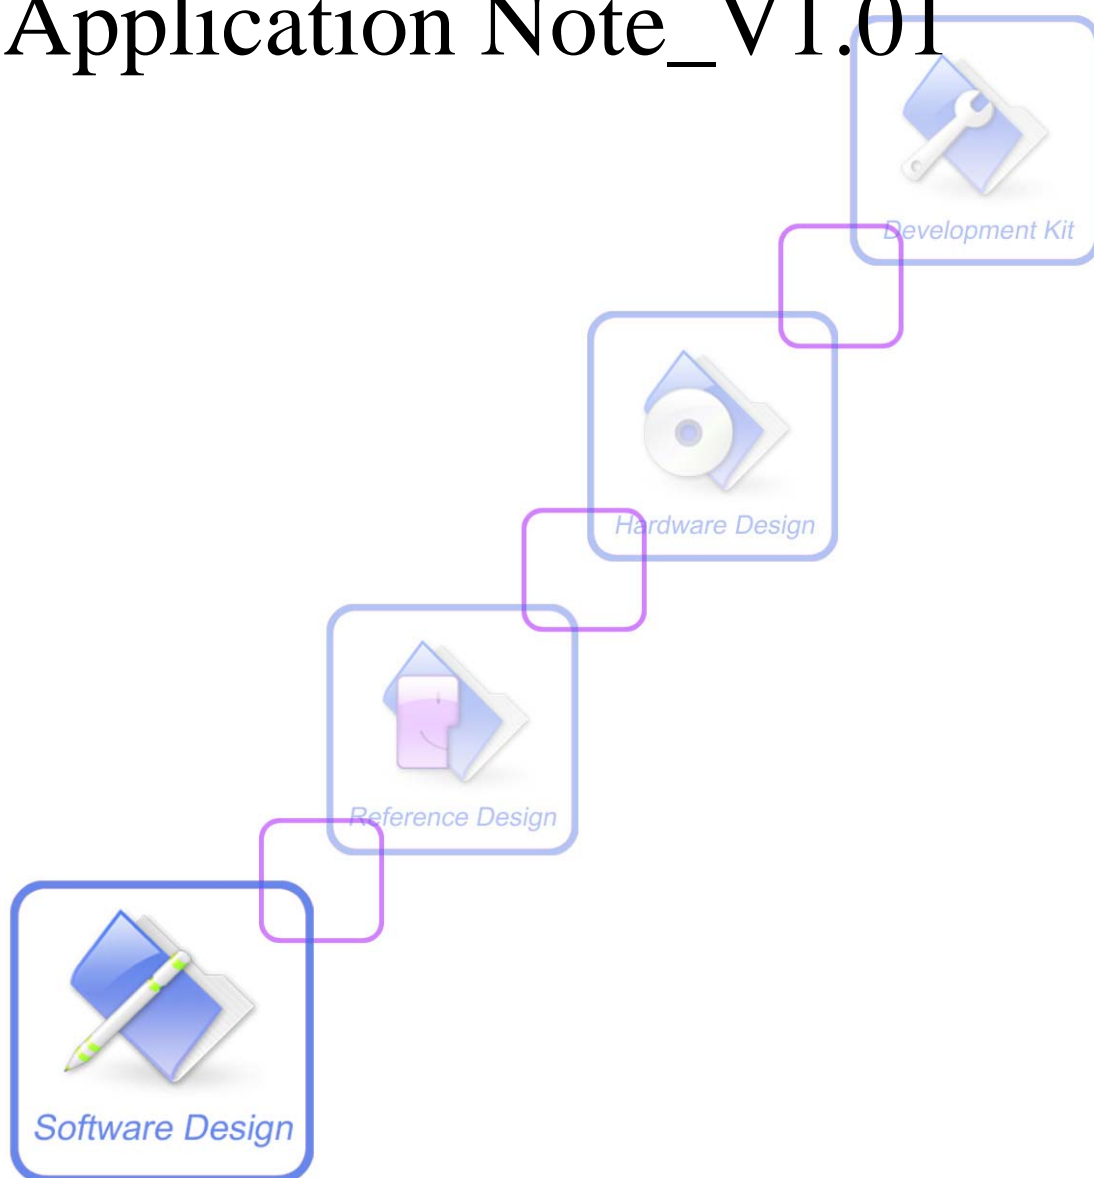 Application Note_V1.01
Development Kit
Hardware Design
Reference Design
Software Design